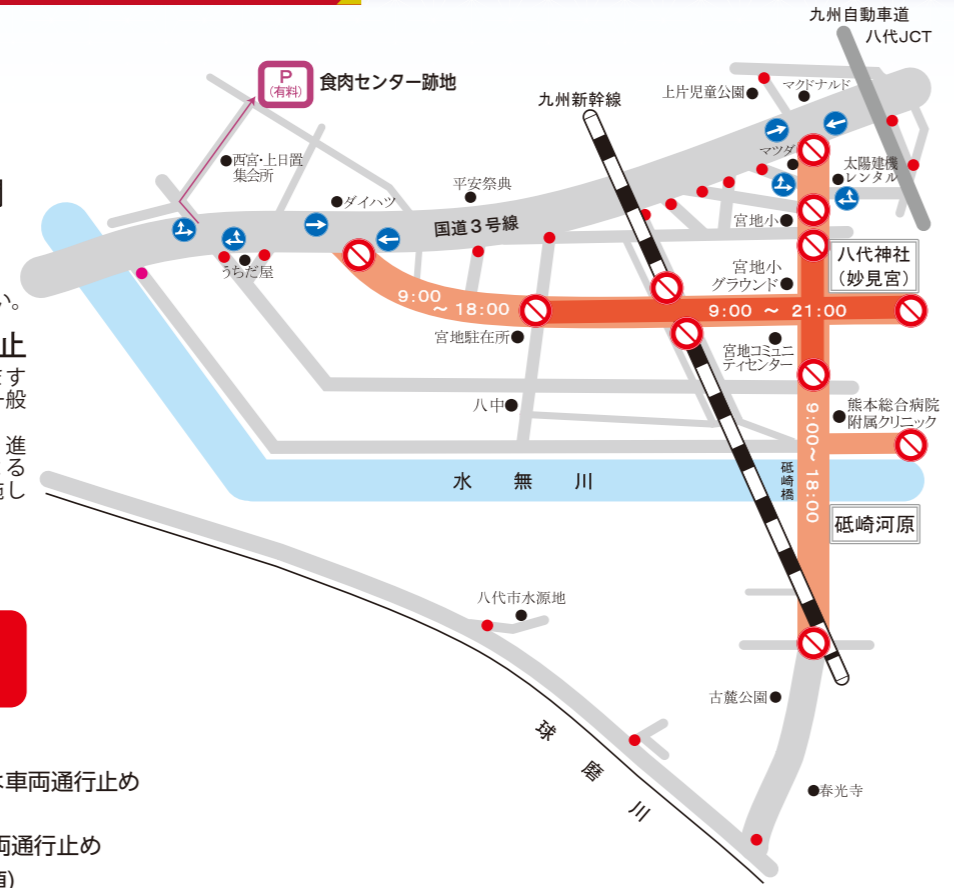 九州自動車道
八代JCT
P
(有料)
食肉センター跡地
九州新幹線
上片児童公園
マクドナルド
マツダ
太陽建機
レンタル
西宮・上日置
集会所
ダイハツ
平安祭典
国道3号線
宮地小
うちだ屋
八代神社
(妙見宮)
宮地小
グラウンド
9:00
~ 18:00
9:00 ~ 21:00
宮地駐在所
宮地コミュニ
ティセンター
八中
熊本総合病院
附属クリニック
9:00~18:00
水無川
砥崎橋
砥崎河原
八代市水源地
古麓公園
球磨川
春光寺
い。
止
す
一般
進
る
施し
は車両通行止め
両通行止め